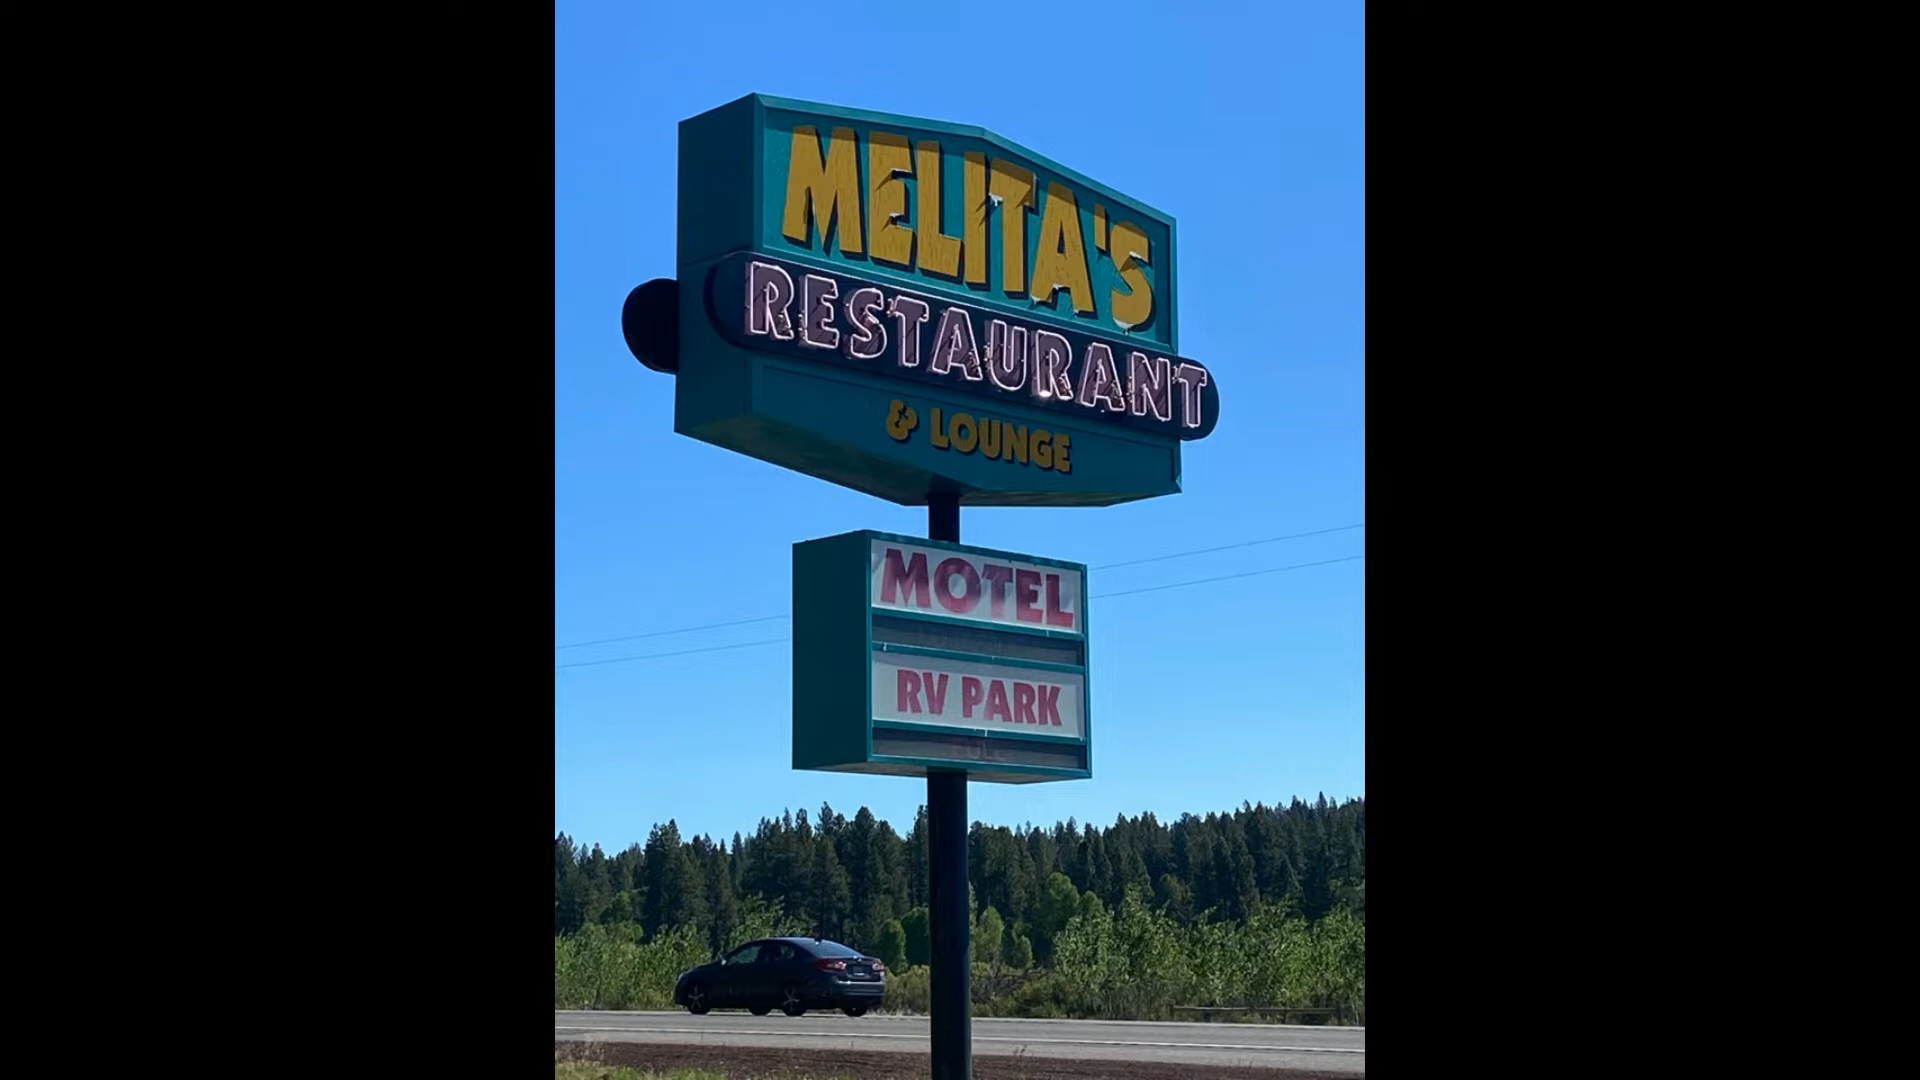 MELITA'S
RESTAURANT
& LOUNGE
MOTEL
RV PARK